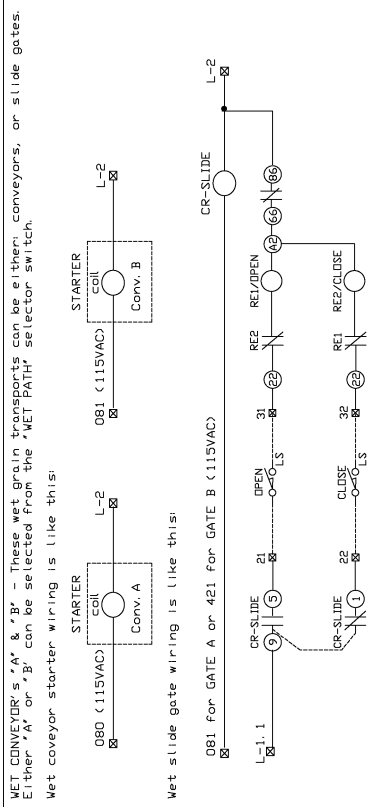 WET CONVEYOR's "A" & "B" - These wet grain transports can be either: conveyors, or slide gates.
Either "A" or "B' can be selected from the "WET PATH" selector switch.
Wet coveyor starter wiring is like this:
STARTER
coil
080 (115VAC)
L-2
Conv. A
STARTER
coil
081 (115VAC)
L-2
Conv. B
Wet slide gate wiring is like this:
081 for GATE A or 421 for GATE B (115VAC)
CR-SLIDE
L-2
L-1.1
9
CR-SLIDE
5
21
OPEN
LS
31
22
RE2
RE1/OPEN
A2
66
86
CR-SLIDE
1
22
CLOSE
LS
32
22
RE1
RE2/CLOSE